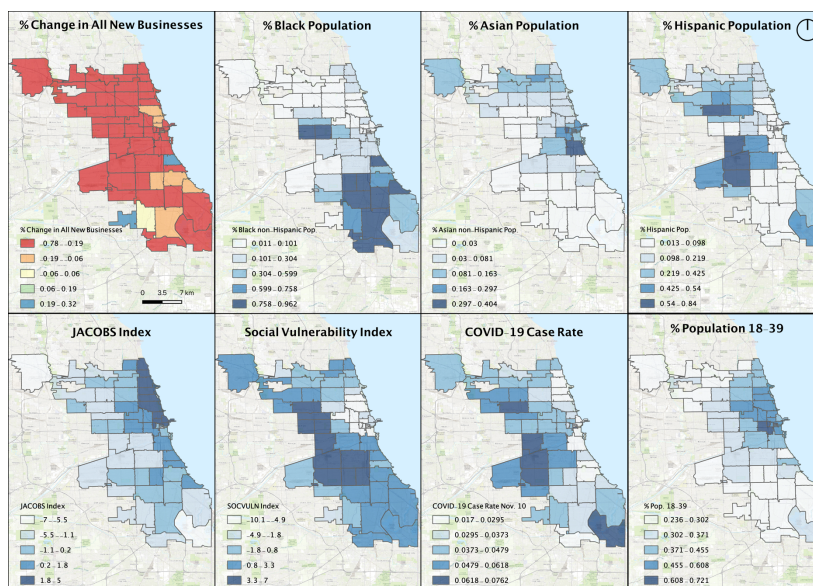 % Change in All New Businesses
% Change in All New Businesses
-0.78 - -0.19
-0.19 - -0.06
-0.06 - 0.06
0.06 - 0.19
0.19 - 0.32
0 3.5 7 km
% Black Population
% Black non-Hispanic Pop
0.011 - 0.101
0.101 - 0.304
0.304 - 0.599
0.599 - 0.758
0.758 - 0.962
% Asian Population
% Asian non-Hispanic Pop
0 - 0.03
0.03 - 0.081
0.081 - 0.163
0.163 - 0.297
0.297 - 0.404
% Hispanic Population
% Hispanic Pop.
0.013 - 0.098
0.098 - 0.219
0.219 - 0.425
0.425 - 0.54
0.54 - 0.84
JACOBS Index
JACOBS Index
-7 - -5.5
-5.5 - -1.1
-1.1 - 0.2
0.2 - 1.8
1.8 - 5
Social Vulnerability Index
SOCVULN Index
-10.1 - -4.9
-4.9 - -1.8
-1.8 - 0.8
0.8 - 3.3
3.3 - 7
COVID-19 Case Rate
COVID-19 Case Rate Nov. 10
0.017 - 0.0295
0.0295 - 0.0373
0.0373 - 0.0479
0.0479 - 0.0618
0.0618 - 0.0762
% Population 18-39
% Pop. 18-39
0.236 - 0.302
0.302 - 0.371
0.371 - 0.455
0.455 - 0.608
0.608 - 0.721